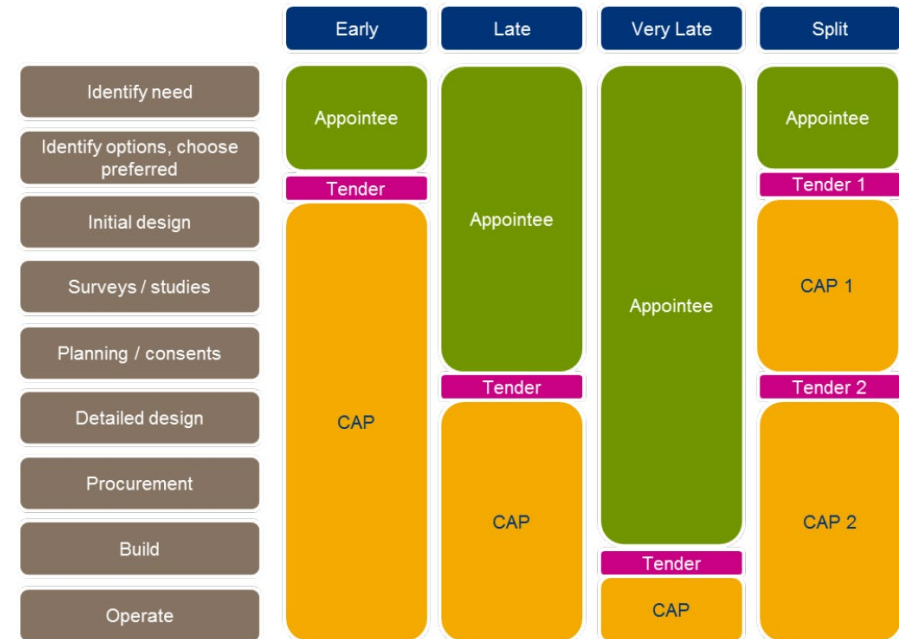 Early
Late
Very Late
Split
Identify need
Identify options, choose
preferred
Initial design
Surveys / studies
Planning / consents
Detailed design
Procurement
Build
Operate
Appointee
Tender
CAP
Appointee
Tender
CAP
Appointee
Tender
CAP
Appointee
Tender 1
CAP 1
Tender 2
CAP 2